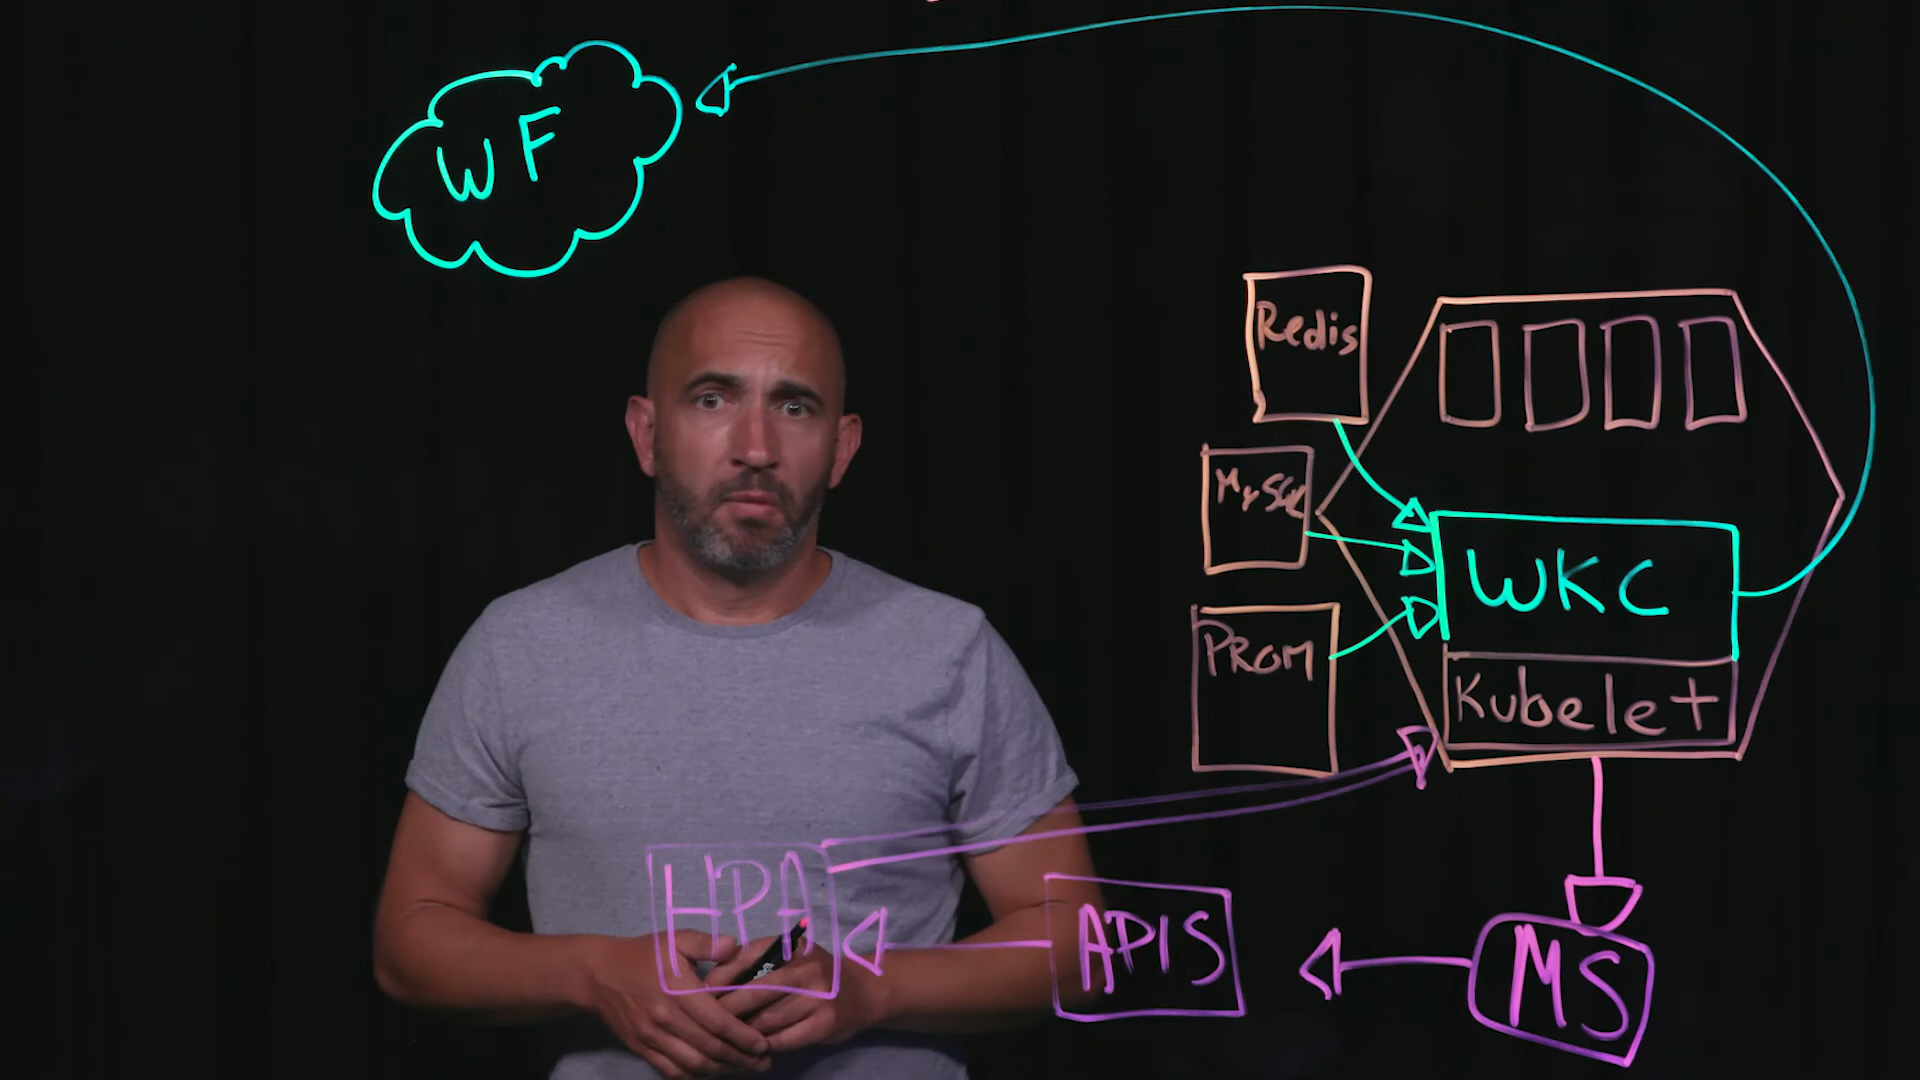 WF
Redis
MySQL
WKC
PROM
Kubelet
HPA
APIS
MS